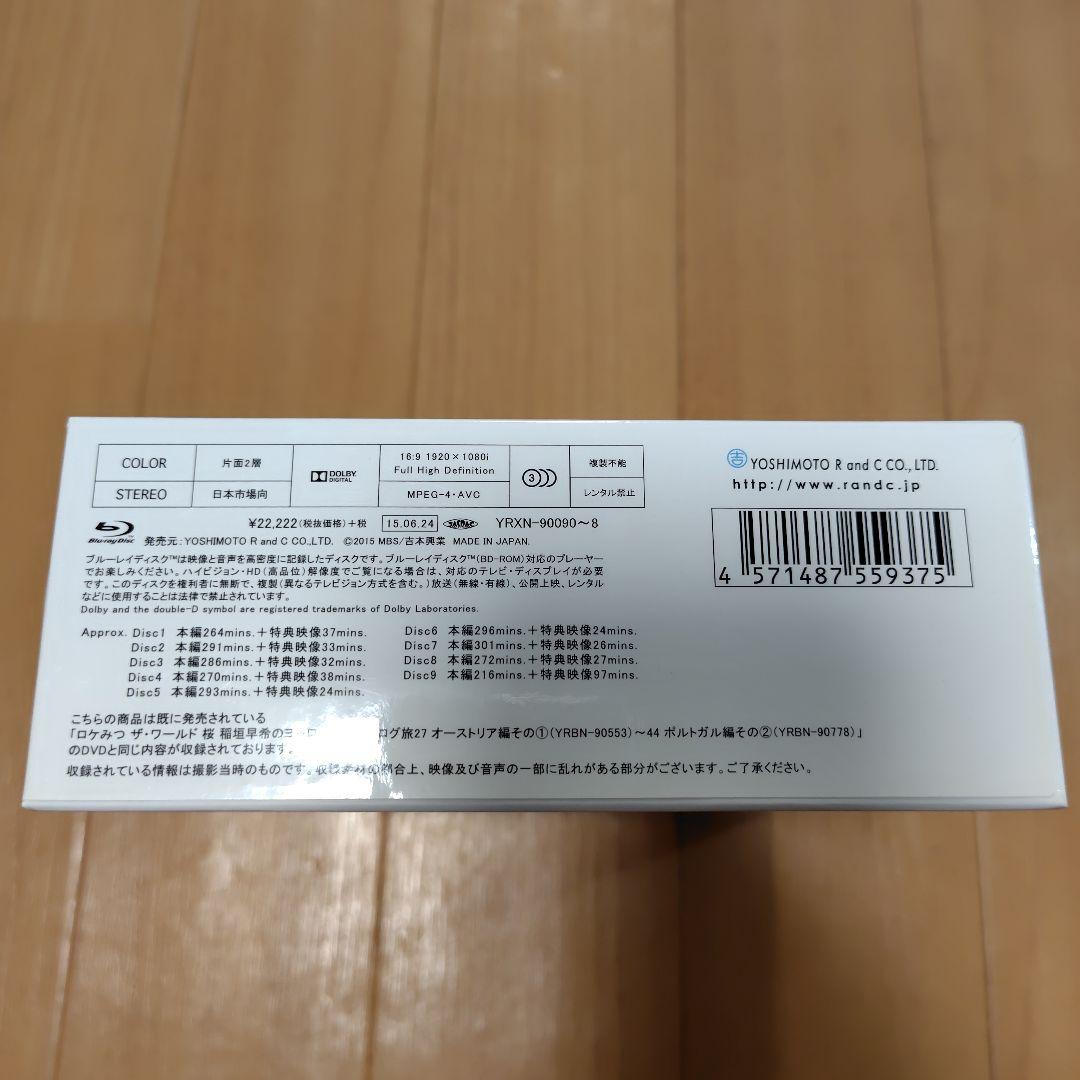 COLOR
片面2層
DOLBY DIGITAL
16:9 1920×1080i
Full High Definition
3
複製不能
STEREO
日本市場向
MPEG-4・AVC
レンタル禁止
Blu-ray Disc
¥22,222(税抜価格)+税
15.06.24
YRXN-90090〜8
発売元:YOSHIMOTO R and C CO.,LTD. ©2015 MBS/吉本興業 MADE IN JAPAN.
ブルーレイディスク™は映像と音声を高密度に記録したディスクです。ブルーレイディスク™(BD-ROM)対応のプレーヤー
でお楽しみください。ハイビジョン・HD(高品位)解像度でご覧になる場合は、対応のテレビ・ディスプレイが必要
です。このディスクを権利者に無断で、複製(異なるテレビジョン方式を含む。)放送(無線・有線)、公開上映、レンタル
などに使用することは法律で禁止されています。
Dolby and the double-D symbol are registered trademarks of Dolby Laboratories.
Approx. Disc1 本編264mins.+特典映像37mins.
Disc2 本編291mins.+特典映像33mins.
Disc3 本編286mins.+特典映像32mins.
Disc4 本編270mins.+特典映像38mins.
Disc5 本編293mins.+特典映像24mins.
Disc6 本編296mins.+特典映像24mins.
Disc7 本編301mins.+特典映像26mins.
Disc8 本編272mins.+特典映像27mins.
Disc9 本編216mins.+特典映像97mins.
こちらの商品は既に発売されている
「ロケみつ ザ・ワールド 桜 稲垣早希のヨーロ ログ旅27 オーストリア編その①(YRBN-90553)〜44 ポルトガル編その②(YRBN-90778)」
のDVDと同じ内容が収録されております。
収録されている情報は撮影当時のものです。収録素材の都合上、映像及び音声の一部に乱れがある部分がございます。ご了承ください。
吉 YOSHIMOTO R and C CO., LTD.
http://www.randc.jp
4 571487 559375